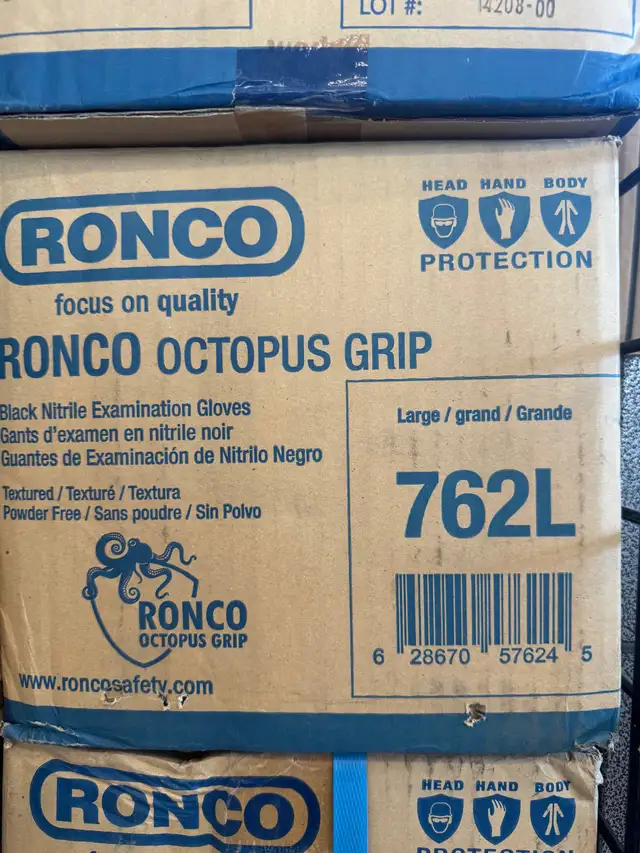 LOT #: 14208-00
RONCO
focus on quality
HEAD HAND BODY
PROTECTION
RONCO OCTOPUS GRIP
Black Nitrile Examination Gloves
Gants d'examen en nitrile noir
Guantes de Examinación de Nitrilo Negro
Textured / Texturé / Textura
Powder Free / Sans poudre / Sin Polvo
RONCO
OCTOPUS GRIP
www.roncosafety.com
Large / grand / Grande
762L
6 28670 57624 5
RONCO
HEAD HAND BODY
PROTECTION